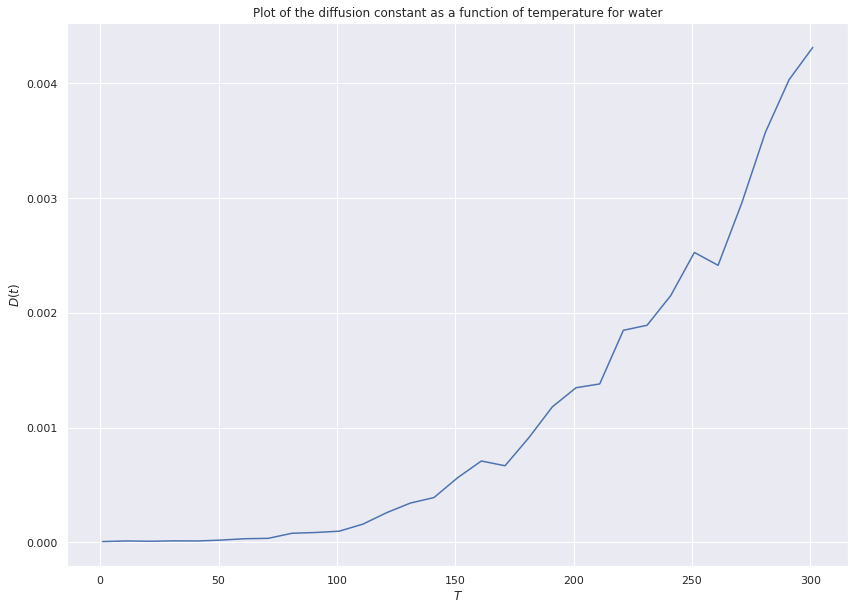 Plot of the diffusion constant as a function of temperature for water
0.004
0.003
0.002
0.001
0.000
D(t)
0 50 100 150 200 250 300
T